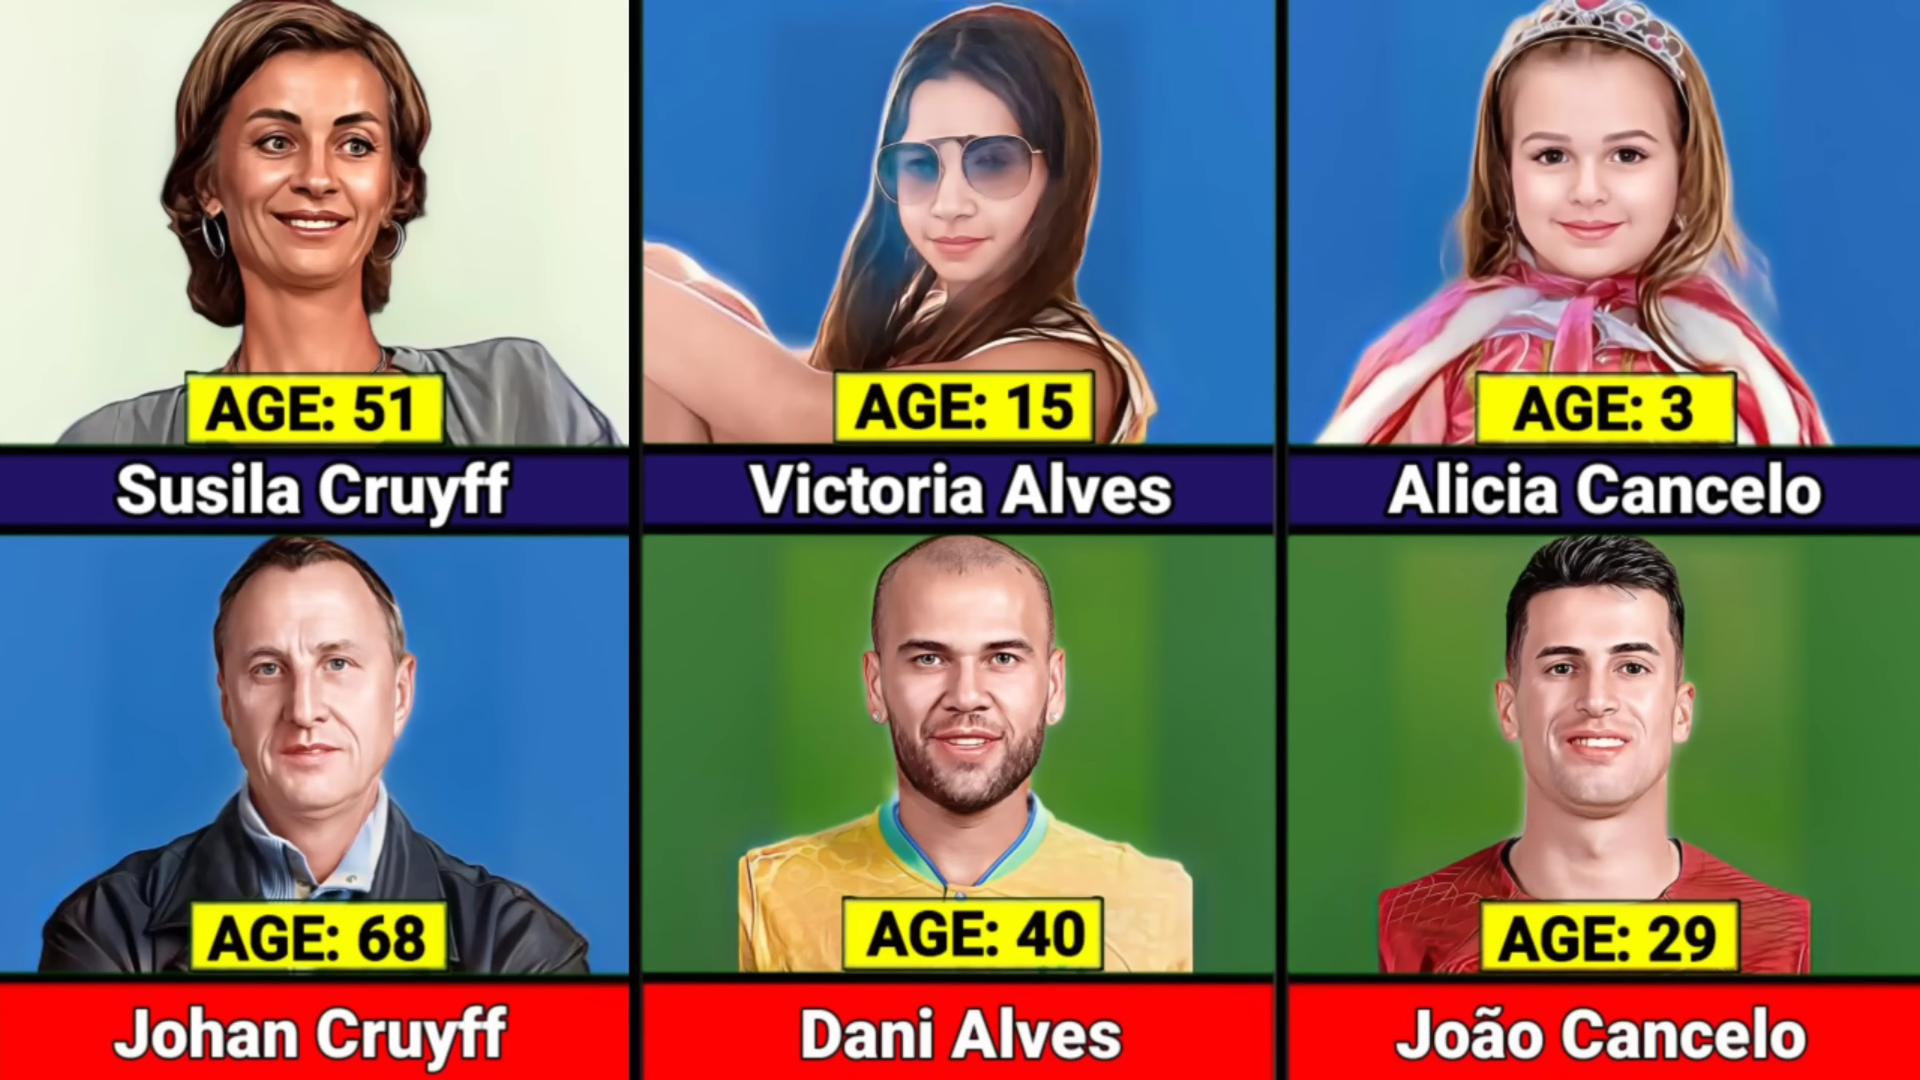 AGE: 51
AGE: 15
AGE: 3
Susila Cruyff
Victoria Alves
Alicia Cancelo
AGE: 68
AGE: 40
AGE: 29
Johan Cruyff
Dani Alves
João Cancelo